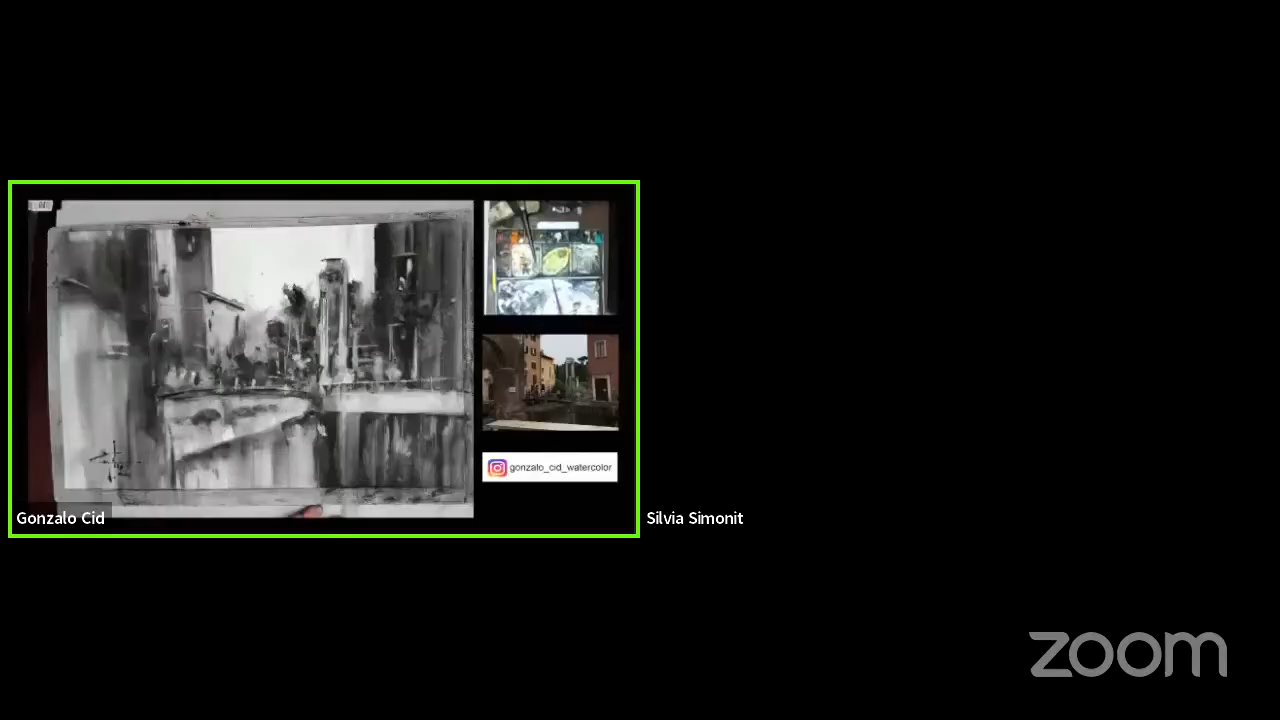 gonzalo_cid_watercolor
Gonzalo Cid
Silvia Simonit
zoom